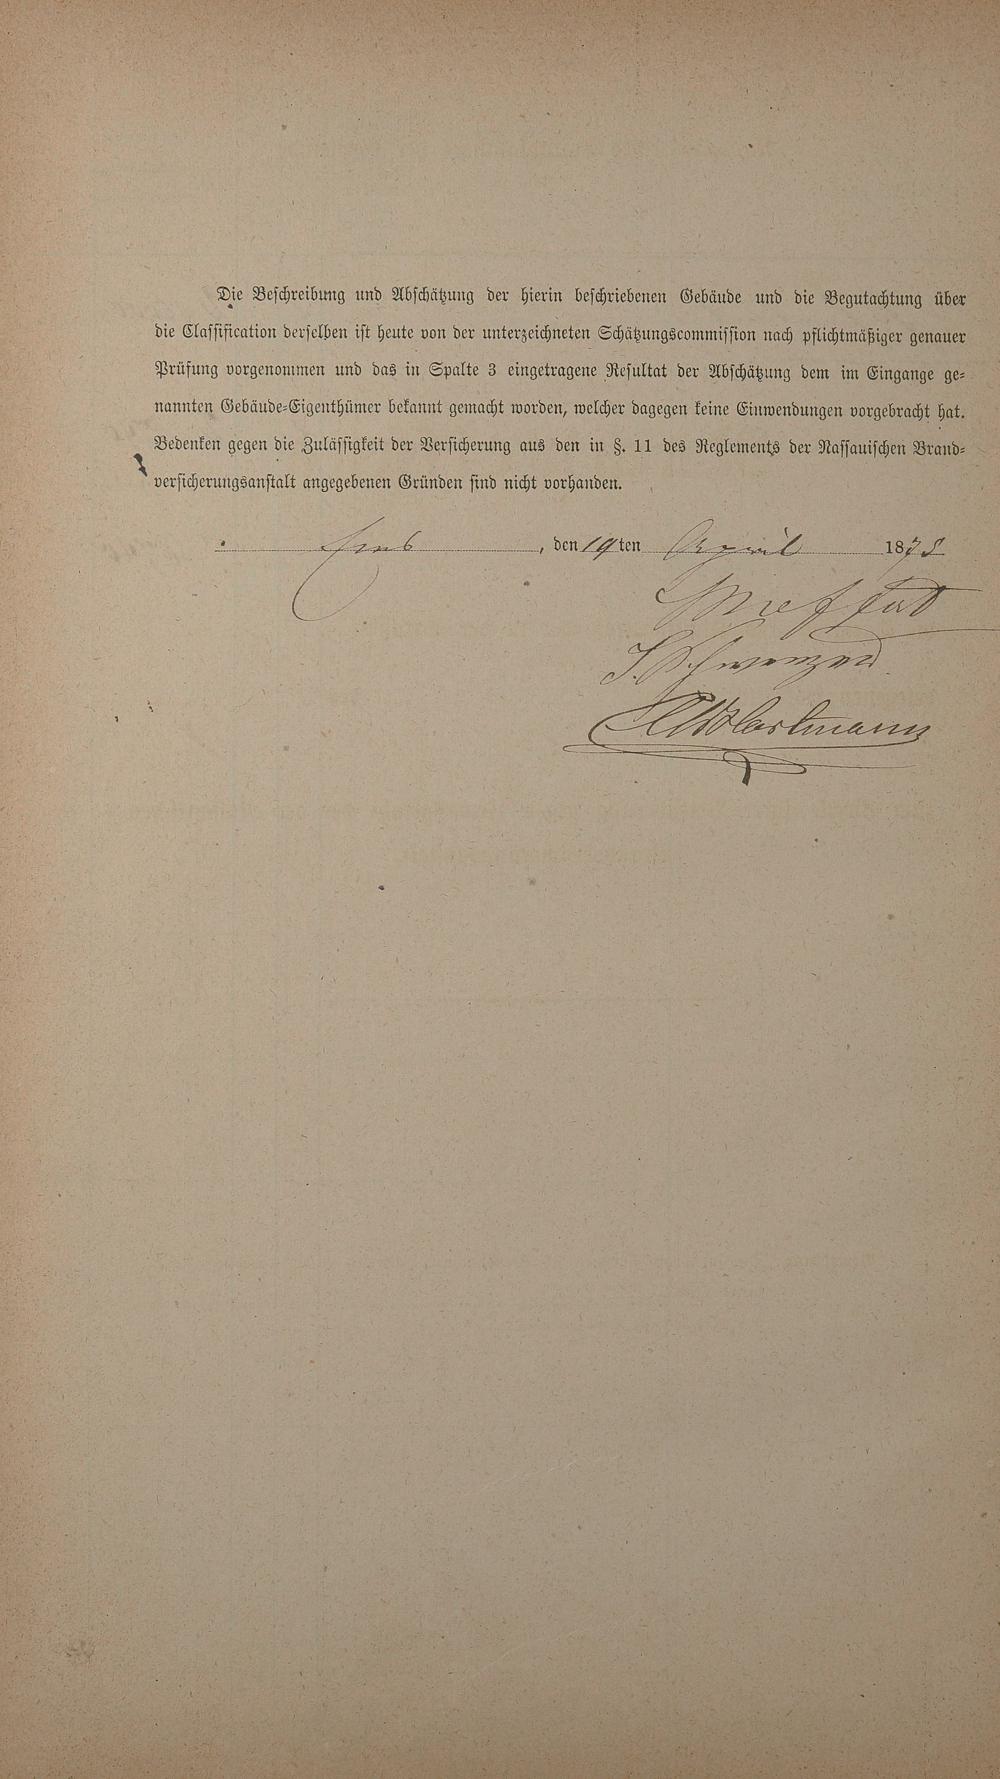 Die Beschreibung und Abschätzung der hierin beschriebenen Gebäude und die Begutachtung über
die Classification derselben ist heute von der unterzeichneten Schätzungscommission nach pflichtmäßiger genauer
Prüfung vorgenommen und das in Spalte 3 eingetragene Resultat der Abschätzung dem im Eingange ge-
nannten Gebäude-Eigenthümer bekannt gemacht worden, welcher dagegen keine Einwendungen vorgebracht hat.
Bedenken gegen die Zulässigkeit der Versicherung aus den in §. 11 des Reglements der Nassauischen Brand-
versicherungsanstalt angegebenen Gründen sind nicht vorhanden.
Ems, den 19ten April 1875